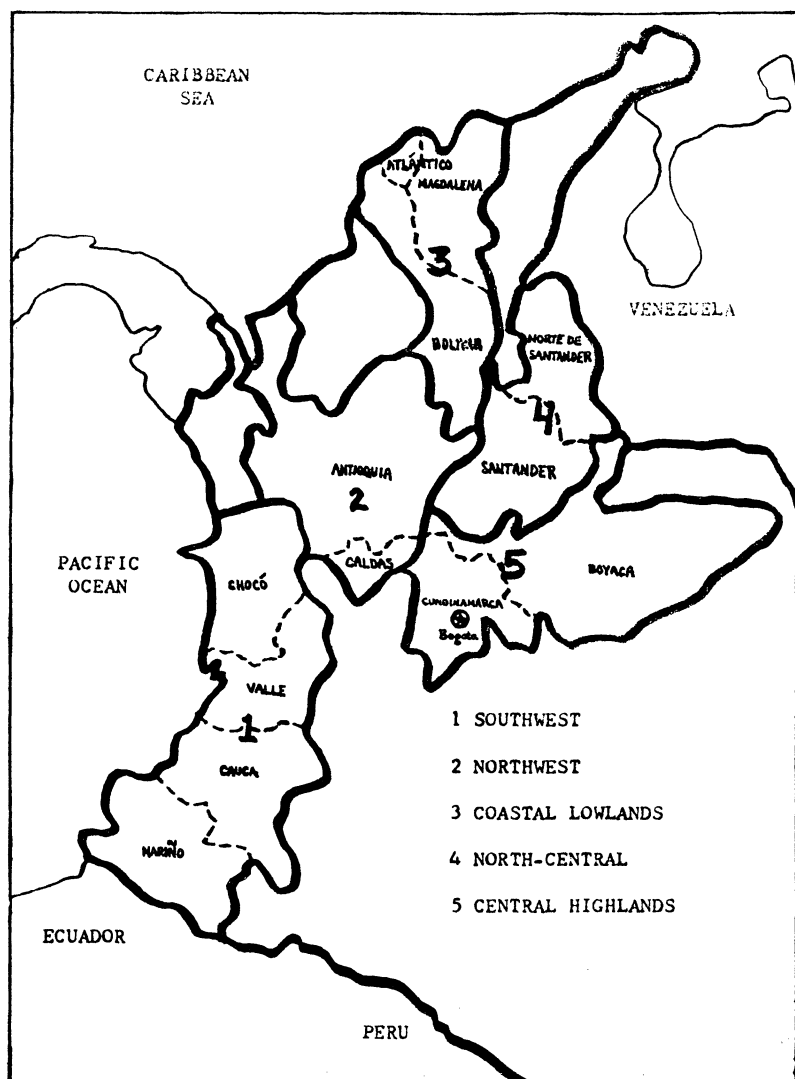 CARIBBEAN
SEA
ATLÁNTICO
MAGDALENA
3
VENEZUELA
BOLIVAR
NORTE DE
SANTANDER
4
ANTIOQUIA
SANTANDER
2
PACIFIC
OCEAN
CHOCÓ
CALDAS
5
BOYACA
CUNDINAMARCA
Bogota
VALLE
1
CAUCA
NARIÑO
1 SOUTHWEST
2 NORTHWEST
3 COASTAL LOWLANDS
4 NORTH-CENTRAL
5 CENTRAL HIGHLANDS
ECUADOR
PERU